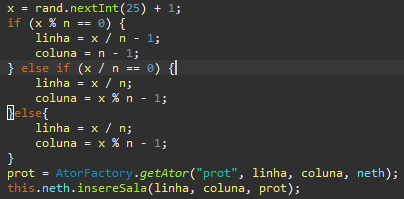 x = rand.nextInt(25) + 1;
if (x % n == 0) {
    linha = x / n - 1;
    coluna = n - 1;
} else if (x / n == 0) {
    linha = x / n;
    coluna = x % n - 1;
}else{
    linha = x / n;
    coluna = x % n - 1;
}
prot = AtorFactory.getAtor("prot", linha, coluna, neth);
this.neth.insereSala(linha, coluna, prot);